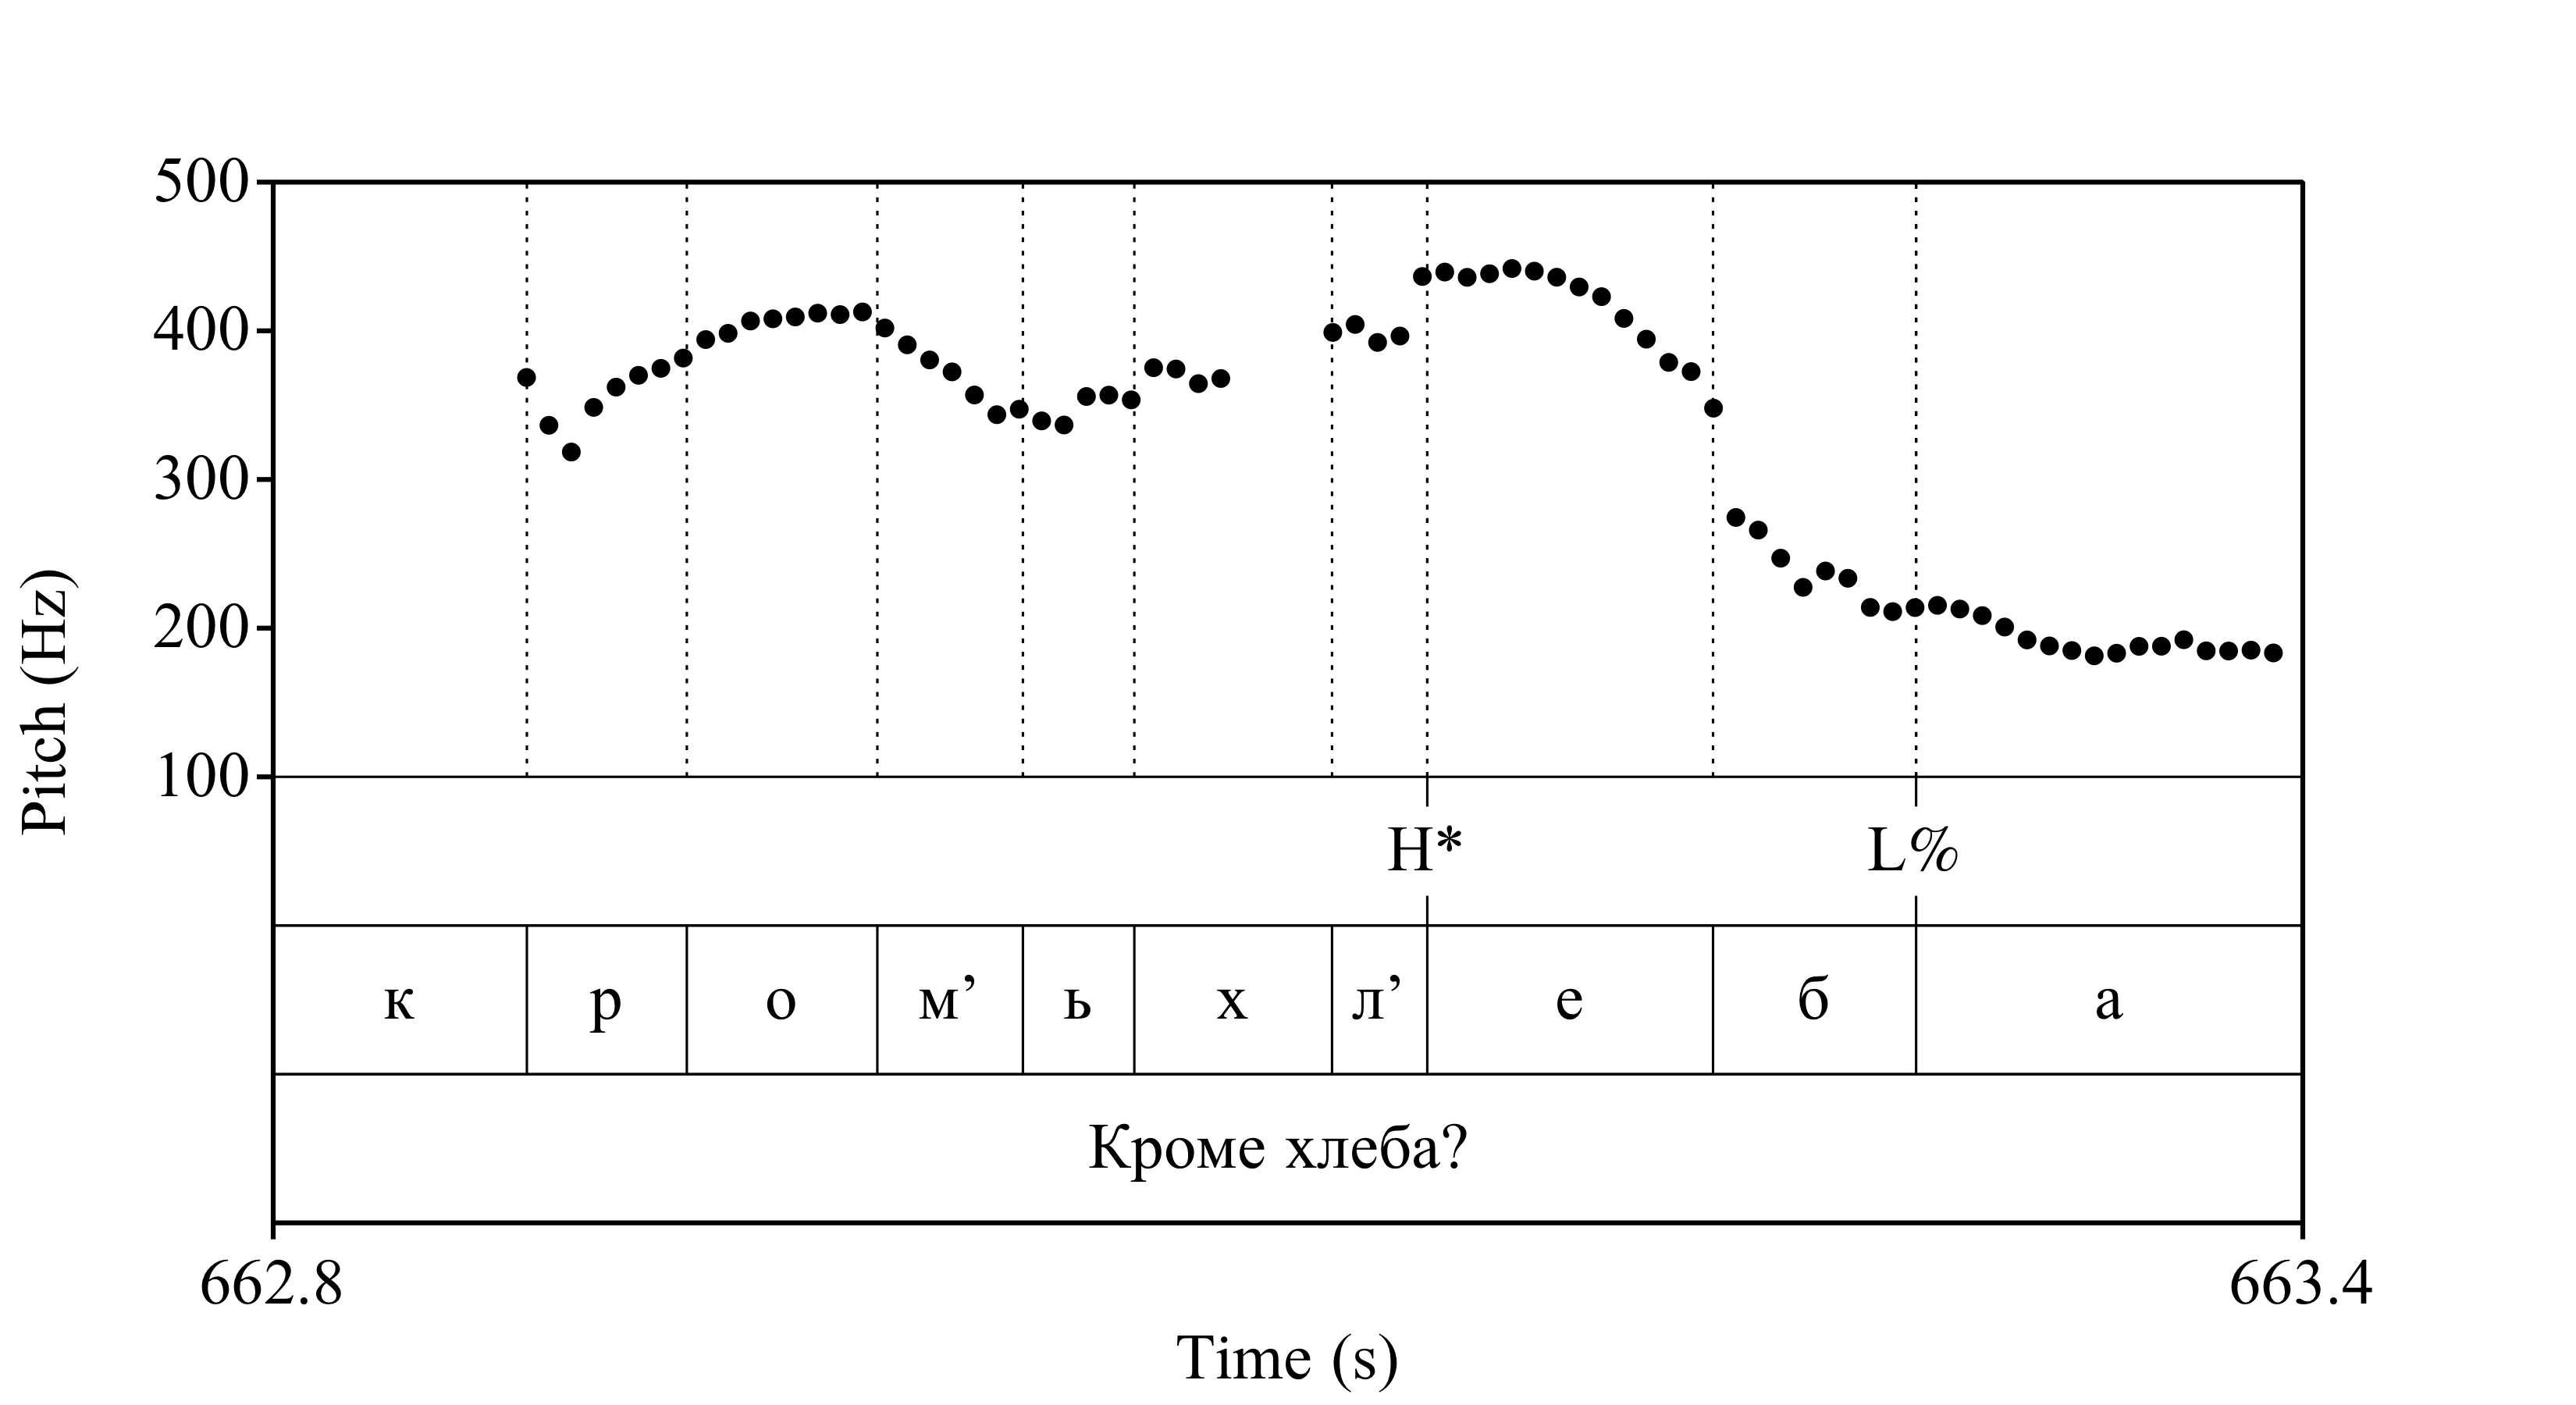 500
400
300
200
100
Pitch (Hz)
H* L%
к р о м’ ь х л’ е б а
Кроме хлеба?
662.8 663.4
Time (s)